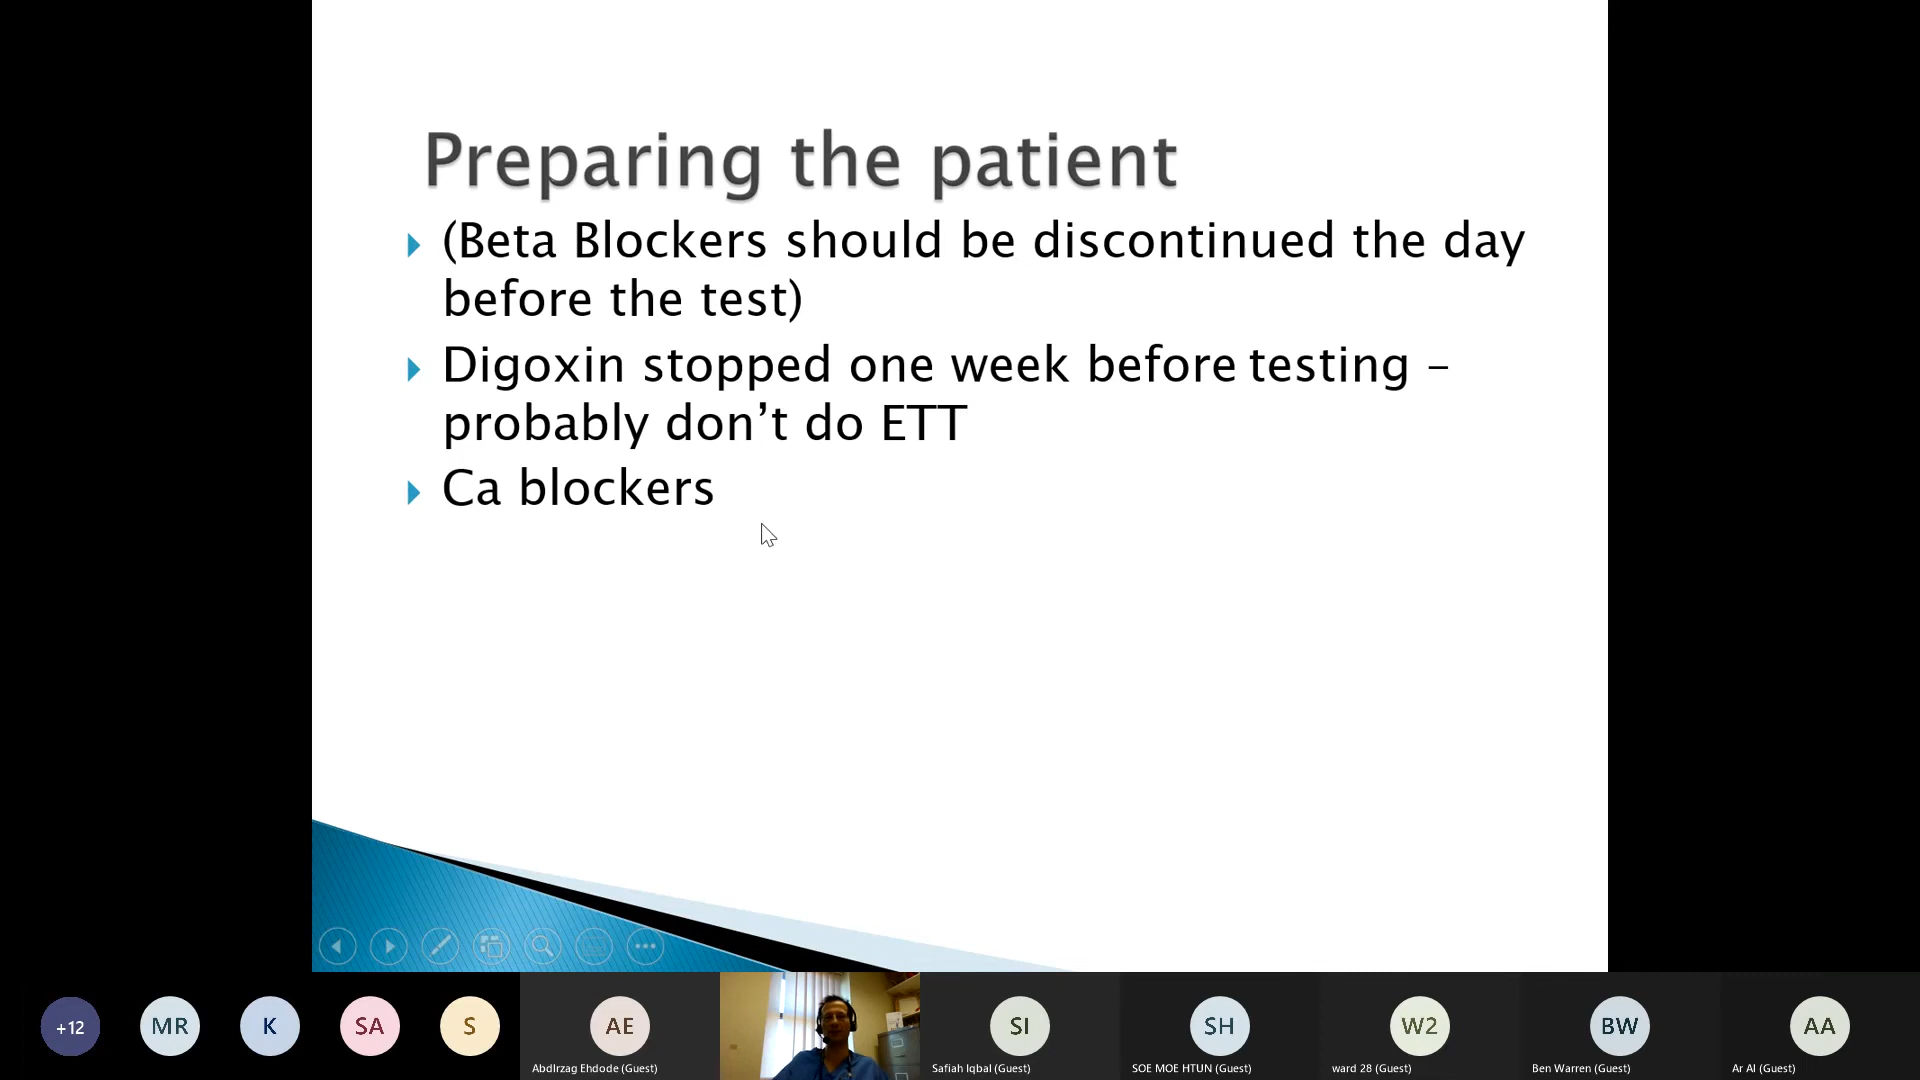 Preparing the patient
(Beta Blockers should be discontinued the day
before the test)
Digoxin stopped one week before testing –
probably don’t do ETT
Ca blockers
+12
MR
K
SA
S
AE
SI
SH
W2
BW
AA
Abdlrzag Ehdode (Guest)
Safiah Iqbal (Guest)
SOE MOE HTUN (Guest)
ward 28 (Guest)
Ben Warren (Guest)
Ar Al (Guest)